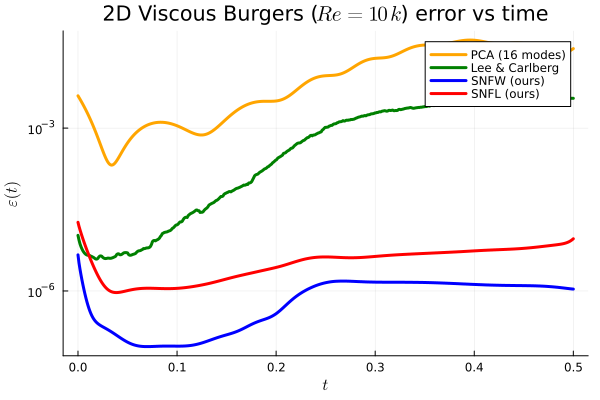 2D Viscous Burgers (Re = 10k) error vs time
PCA (16 modes)
Lee & Carlberg
SNFW (ours)
SNFL (ours)
10⁻³
10⁻⁶
ε(t)
0.0 0.1 0.2 0.3 0.4 0.5
t